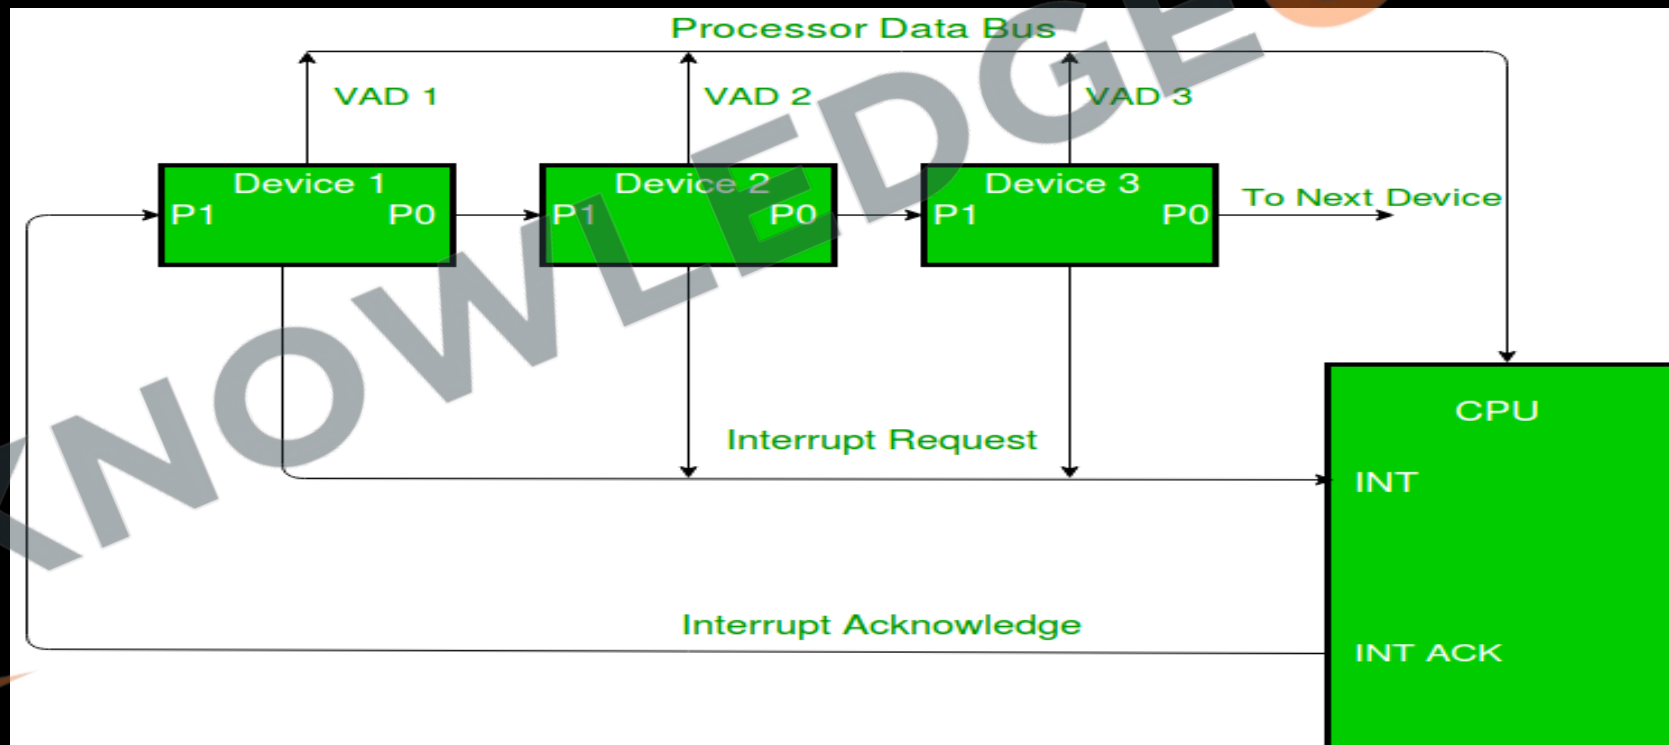 Processor Data Bus
VAD 1
VAD 2
VAD 3
Device 1
P1
P0
Device 2
P1
P0
Device 3
P1
P0
To Next Device
CPU
Interrupt Request
INT
Interrupt Acknowledge
INT ACK
KNOWLEDGE